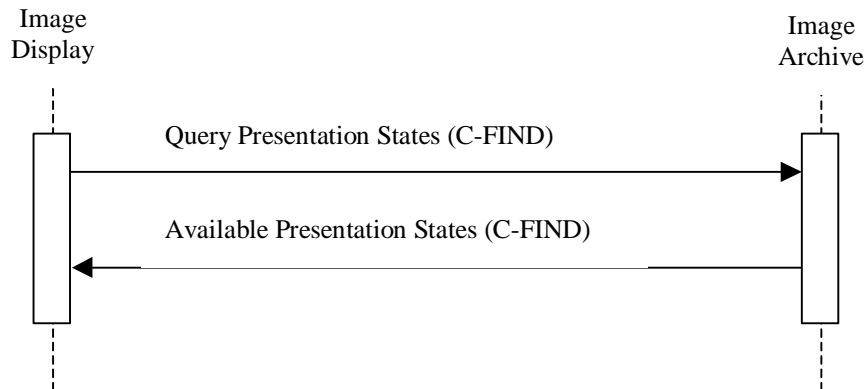 Image
Display
Image
Archive
Query Presentation States (C-FIND)
Available Presentation States (C-FIND)